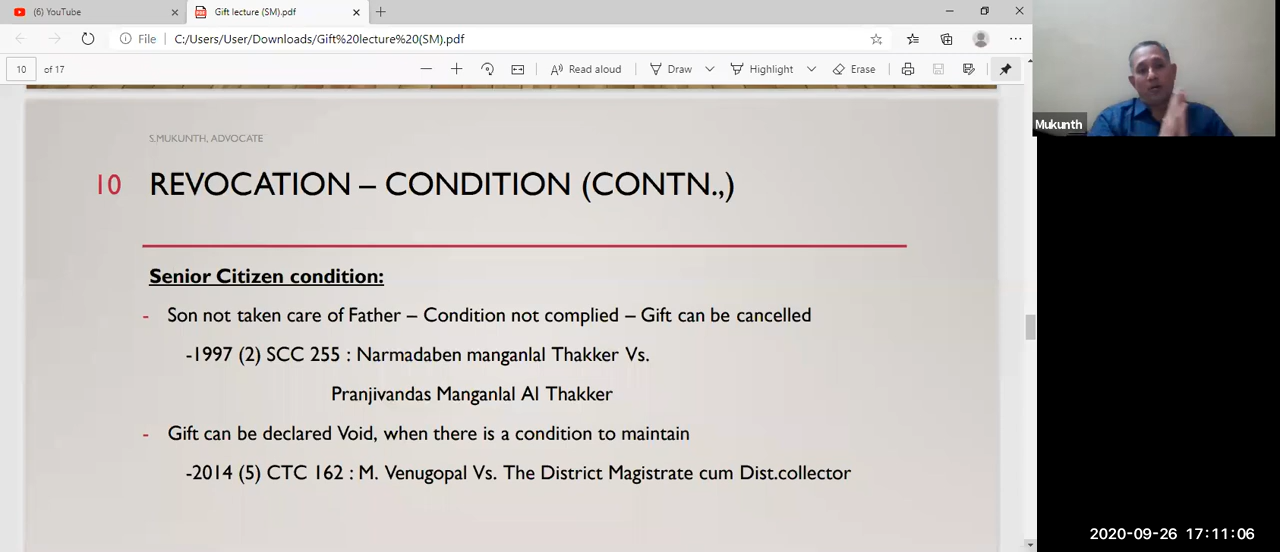 (6) YouTube
Gift lecture (SM).pdf
File C:/Users/User/Downloads/Gift%20lecture%20(SM).pdf
10 of 17 Read aloud Draw Highlight Erase
Mukunth
S.MUKUNTH, ADVOCATE
10 REVOCATION – CONDITION (CONTN.,)
Senior Citizen condition:
- Son not taken care of Father – Condition not complied – Gift can be cancelled
-1997 (2) SCC 255 : Narmadaben manganlal Thakker Vs.
Pranjivandas Manganlal Al Thakker
- Gift can be declared Void, when there is a condition to maintain
-2014 (5) CTC 162 : M. Venugopal Vs. The District Magistrate cum Dist.collector
2020-09-26 17:11:06